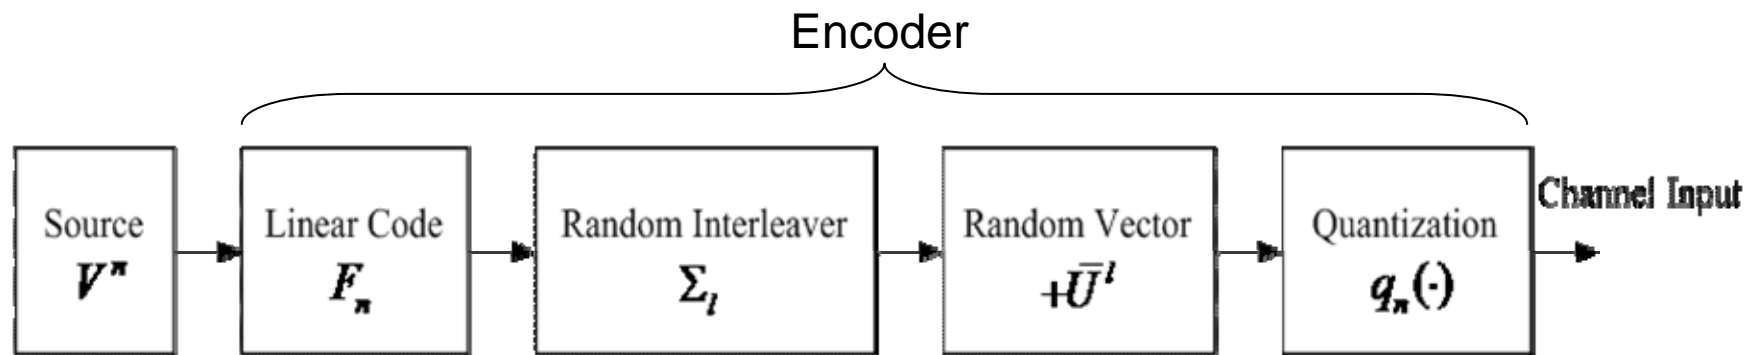 Encoder
Source
V^n
Linear Code
F_n
Random Interleaver
Σ_l
Random Vector
+Ū^l
Quantization
q_n(·)
Channel Input